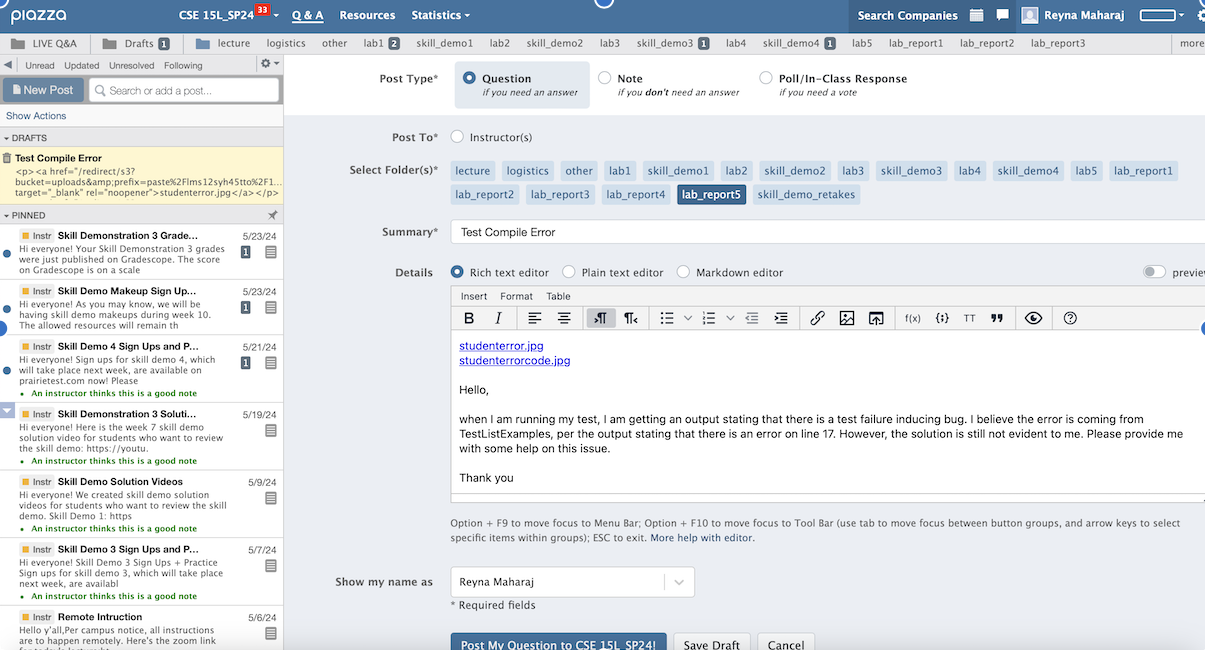 piazza CSE 15L_SP24 33 Q & A Resources Statistics Search Companies Reyna Maharaj
LIVE Q&A Drafts 1 lecture logistics other lab1 2 skill_demo1 lab2 skill_demo2 lab3 skill_demo3 1 lab4 skill_demo4 1 lab5 lab_report1 lab_report2 lab_report3 more
Unread Updated Unresolved Following
New Post Search or add a post...
Show Actions
DRAFTS
Test Compile Error
<p><a href="/redirect/s3?
bucket=uploads&amp;prefix=paste%2Flms12syh45tto%2F1...
target="_blank" rel="noopener">studenterror.jpg</a></p>
PINNED
Instr Skill Demonstration 3 Grade... 5/23/24
Hi everyone! Your Skill Demonstration 3 grades
were just published on Gradescope. The score
on Gradescope is on a scale
1
Instr Skill Demo Makeup Sign Up... 5/23/24
Hi everyone! As you may know, we will be
having skill demo makeups during week 10.
The allowed resources will remain th
1
Instr Skill Demo 4 Sign Ups and P... 5/21/24
Hi everyone! Sign ups for skill demo 4, which
will take place next week, are available on
prairietest.com now! Please
1
An instructor thinks this is a good note
Instr Skill Demonstration 3 Soluti... 5/19/24
Hi everyone! Here is the week 7 skill demo
solution video for students who want to review
the skill demo: https://youtu.
An instructor thinks this is a good note
Instr Skill Demo Solution Videos 5/9/24
Hi everyone! We created skill demo solution
videos for students who want to review the skill
demo. Skill Demo 1: https
An instructor thinks this is a good note
Instr Skill Demo 3 Sign Ups and P... 5/7/24
Hi everyone! Skill Demo 3 Sign Ups + Practice
Sign ups for skill demo 3, which will take place
next week, are availabl
An instructor thinks this is a good note
Instr Remote Intruction 5/6/24
Hello y'all,Per campus notice, all instructions
are to happen remotely. Here's the zoom link
Post Type* Question Note Poll/In-Class Response
if you need an answer if you don't need an answer if you need a vote
Post To* Instructor(s)
Select Folder(s)* lecture logistics other lab1 skill_demo1 lab2 skill_demo2 lab3 skill_demo3 lab4 skill_demo4 lab5 lab_report1
lab_report2 lab_report3 lab_report4 lab_report5 skill_demo_retakes
Summary* Test Compile Error
Details Rich text editor Plain text editor Markdown editor preview
Insert Format Table
B I f(x) TT
studenterror.jpg
studenterrorcode.jpg
Hello,
when I am running my test, I am getting an output stating that there is a test failure inducing bug. I believe the error is coming from
TestListExamples, per the output stating that there is an error on line 17. However, the solution is still not evident to me. Please provide me
with some help on this issue.
Thank you
Option + F9 to move focus to Menu Bar; Option + F10 to move focus to Tool Bar (use tab to move focus between button groups, and arrow keys to select
specific items within groups); ESC to exit. More help with editor.
Show my name as Reyna Maharaj
* Required fields
Post My Question to CSE 15L_SP24! Save Draft Cancel